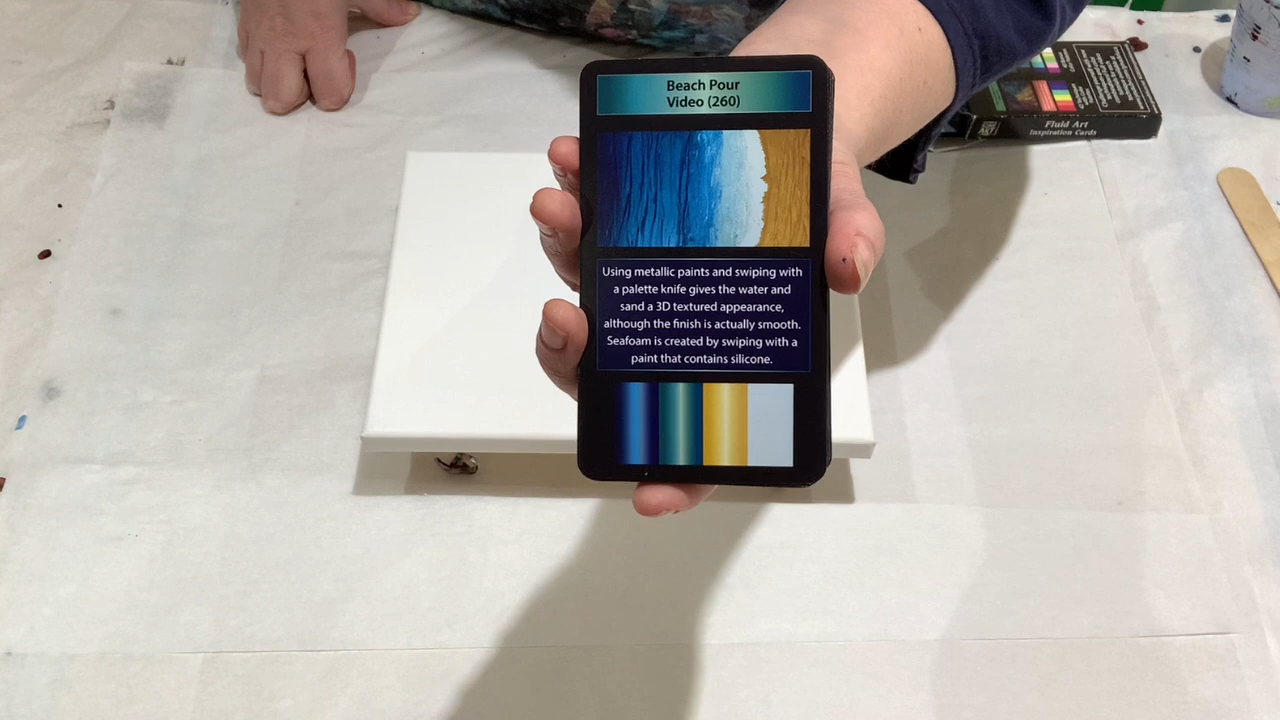 Beach Pour
Video (260)
Using metallic paints and swiping with
a palette knife gives the water and
sand a 3D textured appearance,
although the finish is actually smooth.
Seafoam is created by swiping with a
paint that contains silicone.
Fluid Art
Inspiration Cards